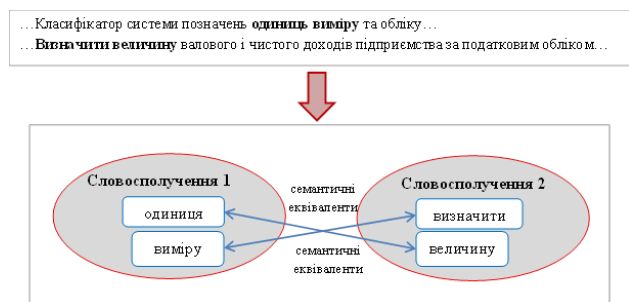 …Класифікатор системи позначень одиниць виміру та обліку…
…Визначити величину валового і чистого доходів підприємства за податковим обліком…
Словосполучення 1
одиниця
виміру
семантичні
еквіваленти
семантичні
еквіваленти
Словосполучення 2
визначити
величину